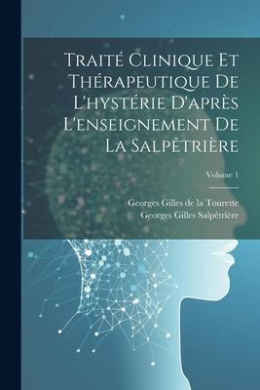 Traité Clinique Et
Thérapeutique De
L'hystérie D'après
L'enseignement De
La Salpêtrière
Volume 1
Georges Gilles de la Tourette
Georges Gilles Salpêtrière